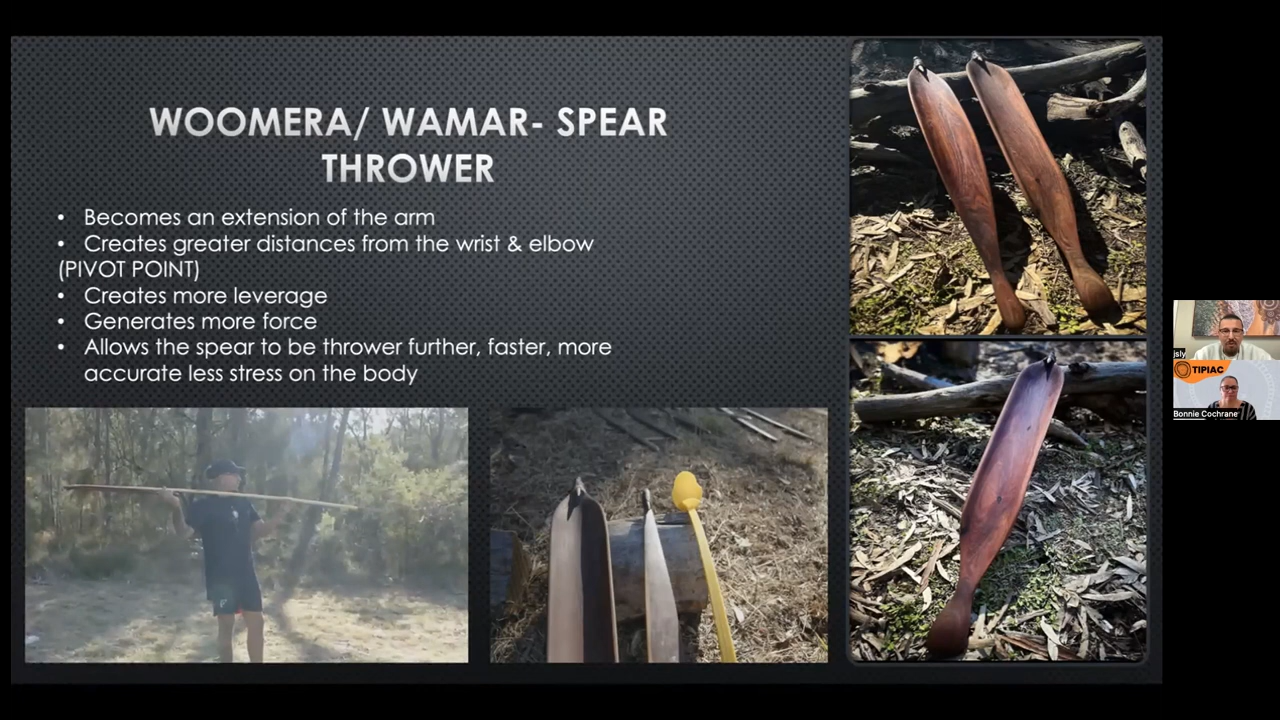 WOOMERA/ WAMAR- SPEAR
THROWER
• Becomes an extension of the arm
• Creates greater distances from the wrist & elbow
(PIVOT POINT)
• Creates more leverage
• Generates more force
• Allows the spear to be thrower further, faster, more
accurate less stress on the body
jsly
TIPIAC
Bonnie Cochrane